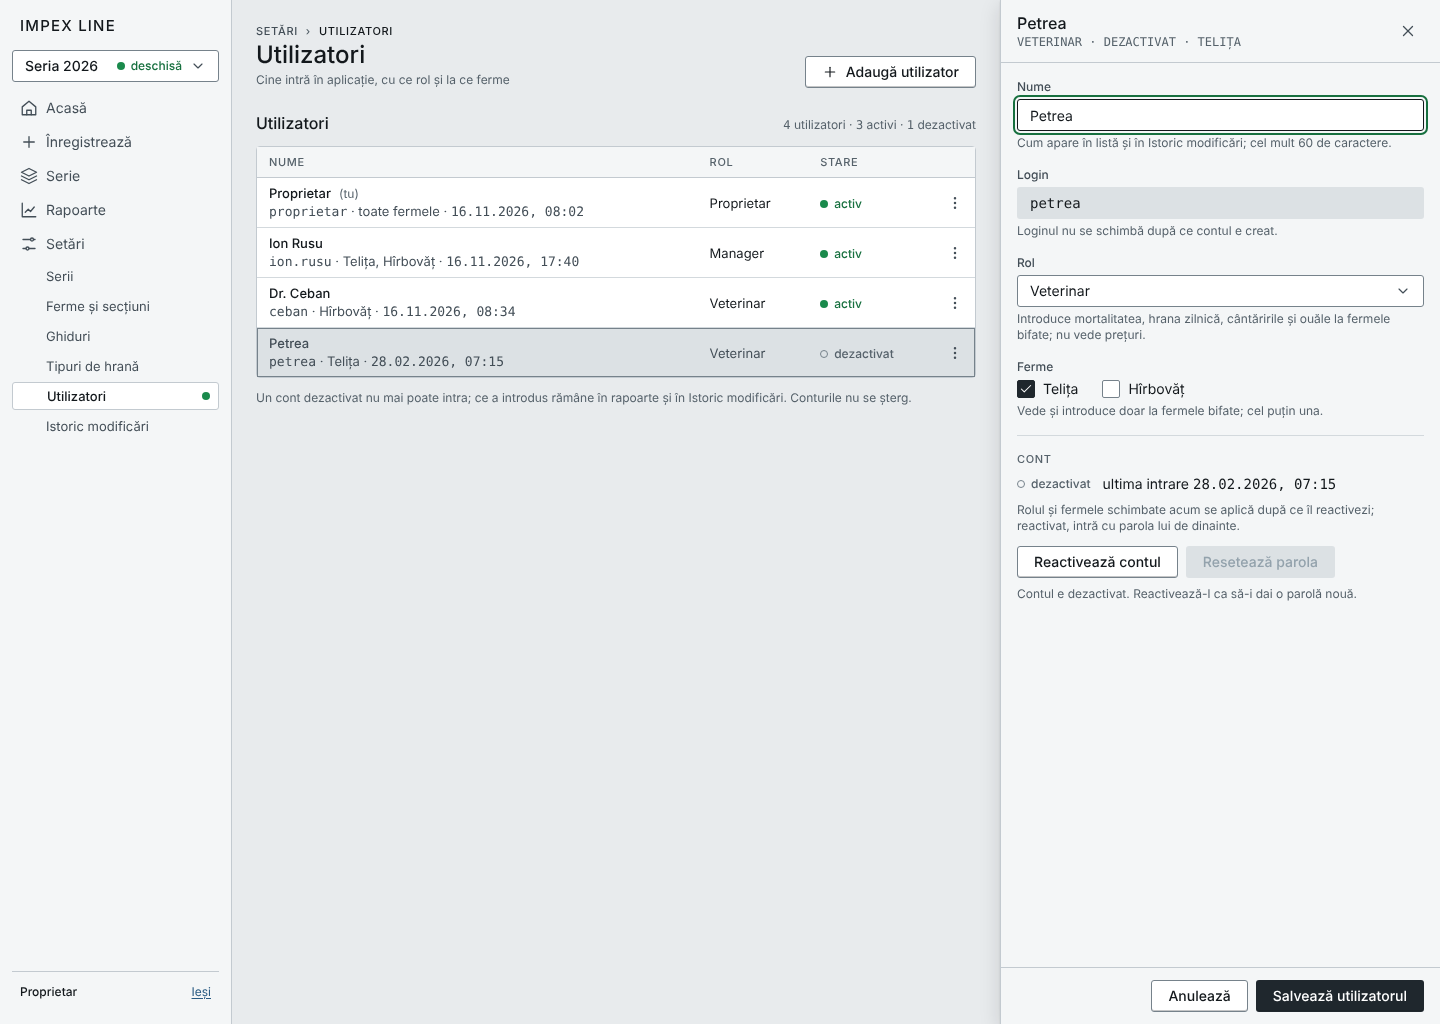 IMPEX LINE
Seria 2026 deschisă
Acasă
Înregistrează
Serie
Rapoarte
Setări
Serii
Ferme și secțiuni
Ghiduri
Tipuri de hrană
Utilizatori
Istoric modificări
Proprietar Ieși
SETĂRI › UTILIZATORI
Utilizatori
Cine intră în aplicație, cu ce rol și la ce ferme
Adaugă utilizator
Utilizatori 4 utilizatori · 3 activi · 1 dezactivat
NUME ROL STARE
Proprietar (tu)
proprietar · toate fermele · 16.11.2026, 08:02
Proprietar activ
Ion Rusu
ion.rusu · Telița, Hîrbovăț · 16.11.2026, 17:40
Manager activ
Dr. Ceban
ceban · Hîrbovăț · 16.11.2026, 08:34
Veterinar activ
Petrea
petrea · Telița · 28.02.2026, 07:15
Veterinar dezactivat
Un cont dezactivat nu mai poate intra; ce a introdus rămâne în rapoarte și în Istoric modificări. Conturile nu se șterg.
Petrea
VETERINAR · DEZACTIVAT · TELIȚA
Nume
Petrea
Cum apare în listă și în Istoric modificări; cel mult 60 de caractere.
Login
petrea
Loginul nu se schimbă după ce contul e creat.
Rol
Veterinar
Introduce mortalitatea, hrana zilnică, cântăririle și ouăle la fermele
bifate; nu vede prețuri.
Ferme
Telița Hîrbovăț
Vede și introduce doar la fermele bifate; cel puțin una.
CONT
dezactivat ultima intrare 28.02.2026, 07:15
Rolul și fermele schimbate acum se aplică după ce îl reactivezi;
reactivat, intră cu parola lui de dinainte.
Reactivează contul Resetează parola
Contul e dezactivat. Reactivează-l ca să-i dai o parolă nouă.
Anulează Salvează utilizatorul